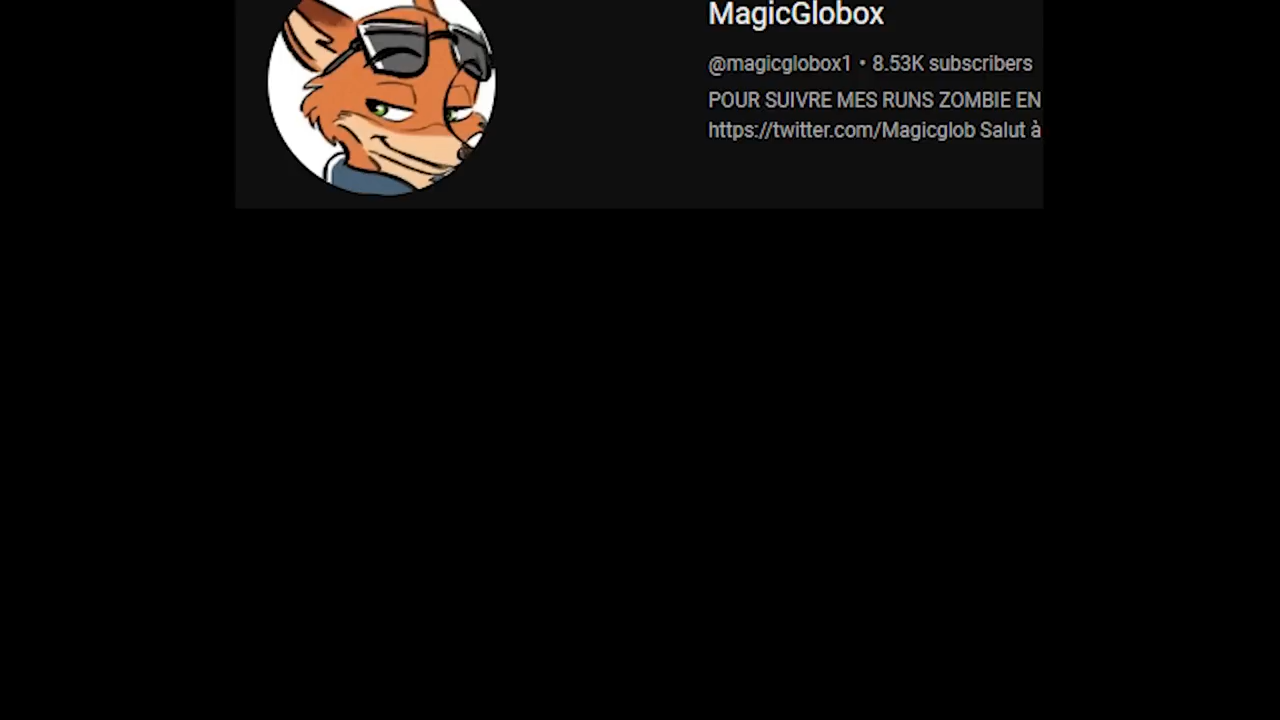 MagicGlobox
@magicglobox1 • 8.53K subscribers
POUR SUIVRE MES RUNS ZOMBIE EN
https://twitter.com/Magicglob Salut à